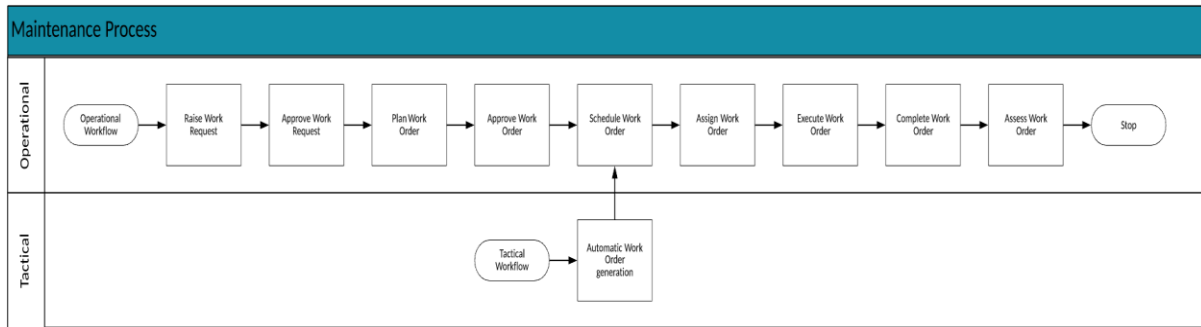 Maintenance Process
Operational
Operational
Workflow
Raise Work
Request
Approve Work
Request
Plan Work
Order
Approve Work
Order
Schedule Work
Order
Assign Work
Order
Execute Work
Order
Complete Work
Order
Assess Work
Order
Stop
Tactical
Tactical
Workflow
Automatic Work
Order
generation